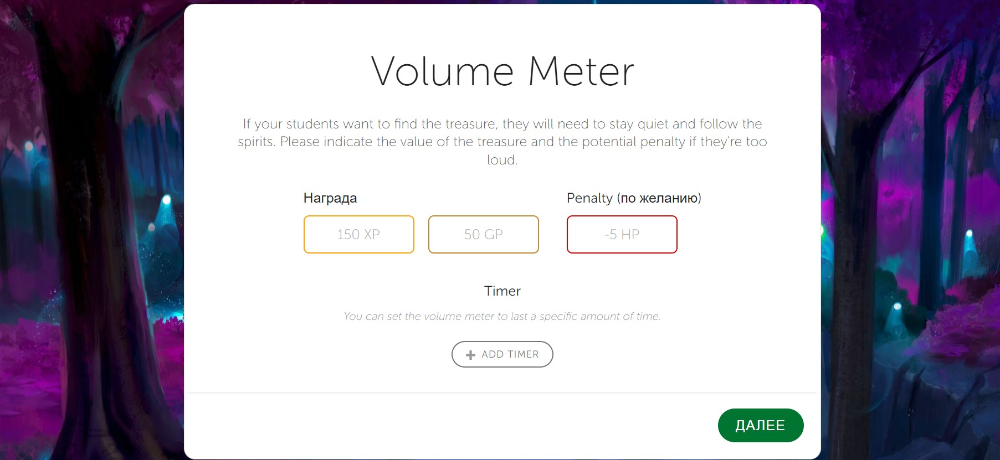 Volume Meter
If your students want to find the treasure, they will need to stay quiet and follow the
spirits. Please indicate the value of the treasure and the potential penalty if they're too
loud.
Награда
Penalty (по желанию)
150 XP
50 GP
-5 HP
Timer
You can set the volume meter to last a specific amount of time.
ADD TIMER
ДАЛЕЕ